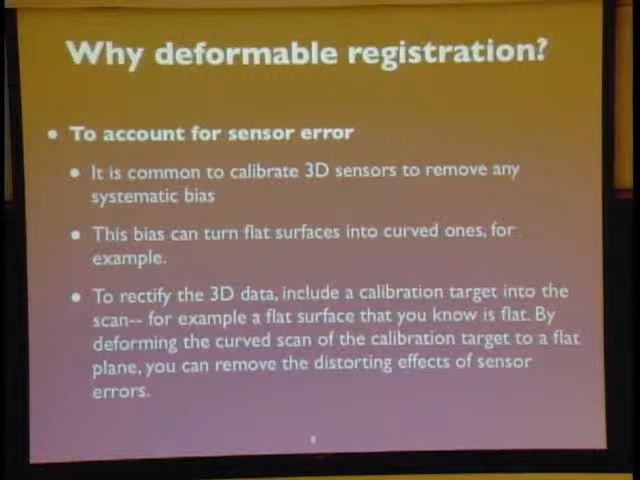 Why deformable registration?
• To account for sensor error
• It is common to calibrate 3D sensors to remove any
systematic bias
• This bias can turn flat surfaces into curved ones, for
example.
• To rectify the 3D data, include a calibration target into the
scan-- for example a flat surface that you know is flat. By
deforming the curved scan of the calibration target to a flat
plane, you can remove the distorting effects of sensor
errors.